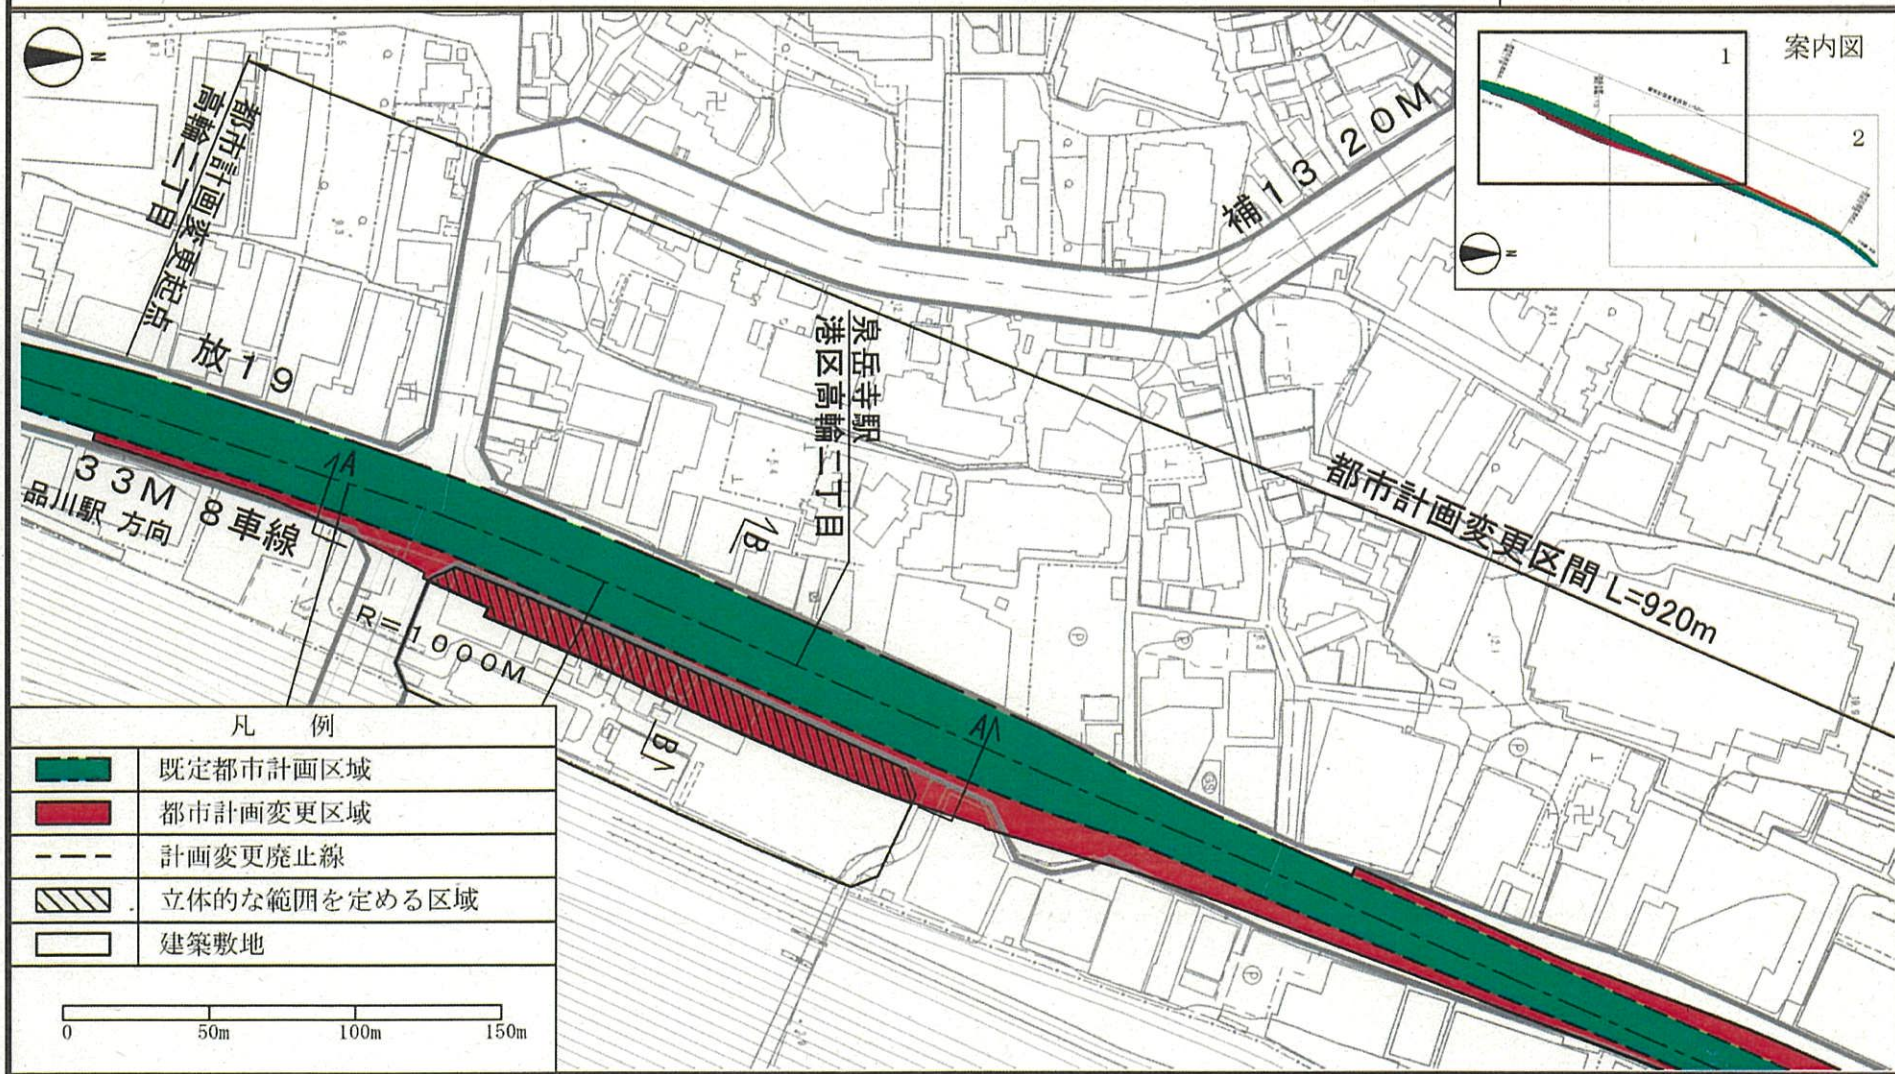 N
案内図
1
2
N
都市計画変更起点
高輪二丁目
放19
補13 20M
泉岳寺駅
港区高輪二丁目
都市計画変更区間 L=920m
33M 8車線
品川駅 方向
A
A
B
B
R=1000M
凡 例
既定都市計画区域
都市計画変更区域
計画変更廃止線
立体的な範囲を定める区域
建築敷地
0 50m 100m 150m